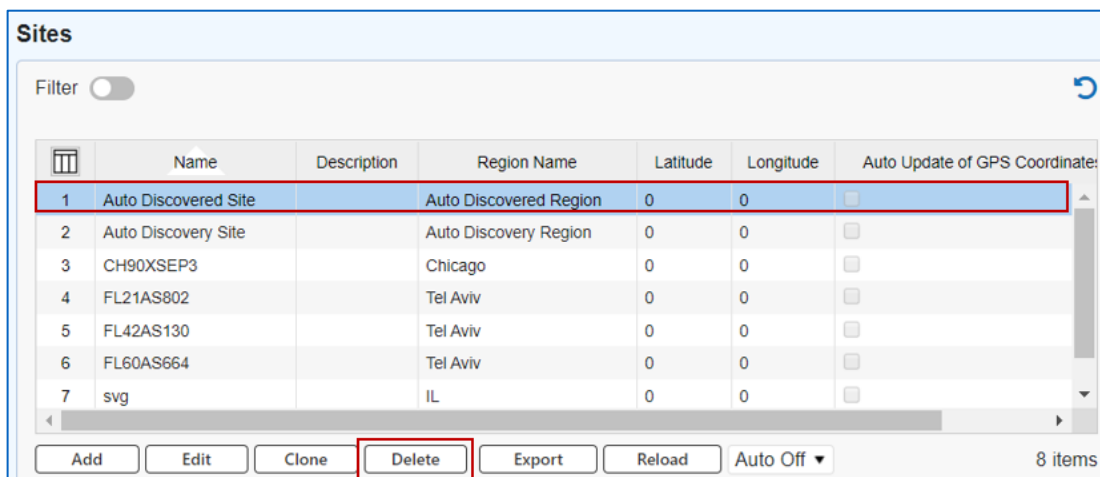 Sites
Filter
Name Description Region Name Latitude Longitude Auto Update of GPS Coordinates
1 Auto Discovered Site Auto Discovered Region 0 0
2 Auto Discovery Site Auto Discovery Region 0 0
3 CH90XSEP3 Chicago 0 0
4 FL21AS802 Tel Aviv 0 0
5 FL42AS130 Tel Aviv 0 0
6 FL60AS664 Tel Aviv 0 0
7 svg IL 0 0
Add Edit Clone Delete Export Reload Auto Off 8 items